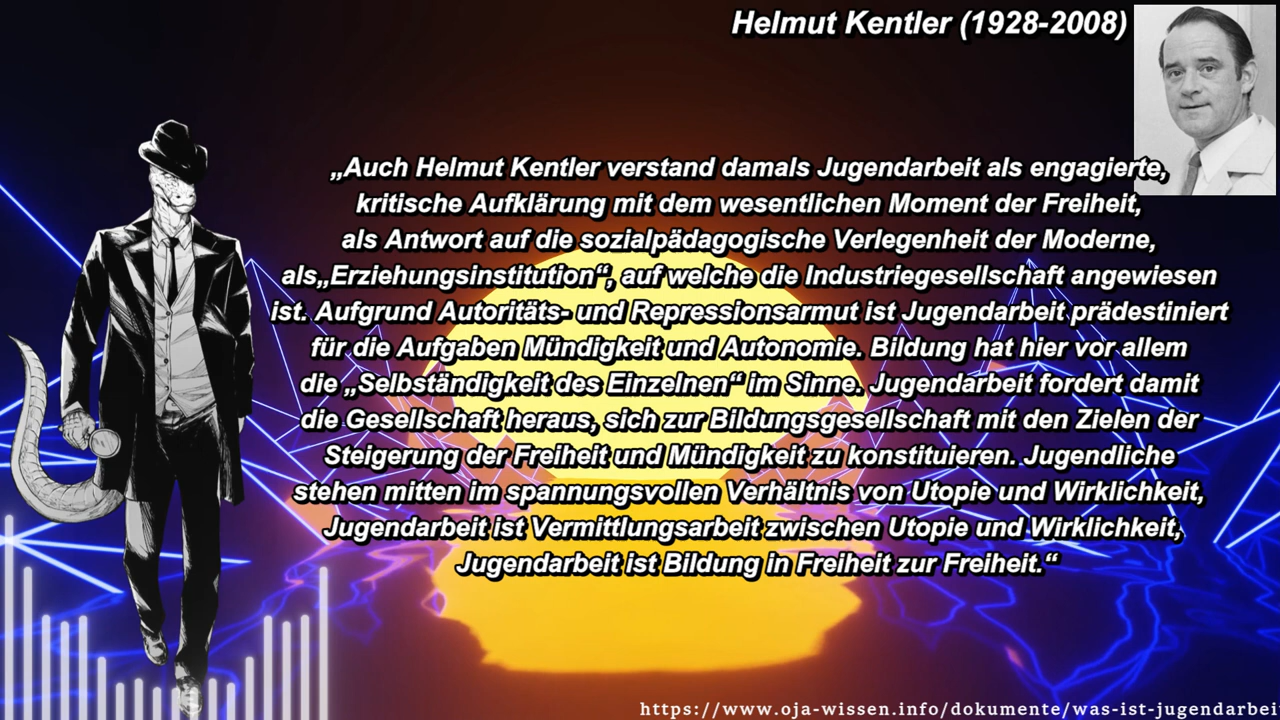 Helmut Kentler (1928-2008)
„Auch Helmut Kentler verstand damals Jugendarbeit als engagierte,
kritische Aufklärung mit dem wesentlichen Moment der Freiheit,
als Antwort auf die sozialpädagogische Verlegenheit der Moderne,
als„Erziehungsinstitution“, auf welche die Industriegesellschaft angewiesen
ist. Aufgrund Autoritäts- und Repressionsarmut ist Jugendarbeit prädestiniert
für die Aufgaben Mündigkeit und Autonomie. Bildung hat hier vor allem
die „Selbständigkeit des Einzelnen“ im Sinne. Jugendarbeit fordert damit
die Gesellschaft heraus, sich zur Bildungsgesellschaft mit den Zielen der
Steigerung der Freiheit und Mündigkeit zu konstituieren. Jugendliche
stehen mitten im spannungsvollen Verhältnis von Utopie und Wirklichkeit,
Jugendarbeit ist Vermittlungsarbeit zwischen Utopie und Wirklichkeit,
Jugendarbeit ist Bildung in Freiheit zur Freiheit.“
https://www.oja-wissen.info/dokumente/was-ist-jugendarbei